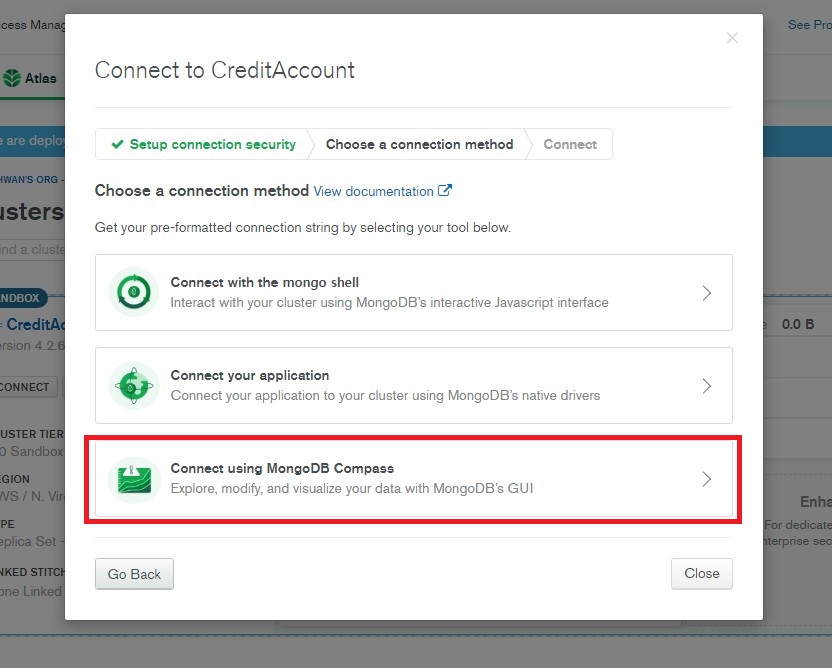 cess Manag
See Pro
Atlas
Connect to CreditAccount
Setup connection security
Choose a connection method
Connect
e are deploy
HWAN'S ORG -
usters
ind a cluste
NDBOX
CreditAc
ersion 4.2.6
CONNECT
USTER TIER
0 Sandbox
EGION
WS / N. Vir
PE
eplica Set -
NKED STITCH
one Linked
Choose a connection method View documentation
Get your pre-formatted connection string by selecting your tool below.
Connect with the mongo shell
Interact with your cluster using MongoDB's interactive Javascript interface
Connect your application
Connect your application to your cluster using MongoDB's native drivers
Connect using MongoDB Compass
Explore, modify, and visualize your data with MongoDB's GUI
Go Back
Close
0.0 B
Enha
For dedicate
nterprise sec